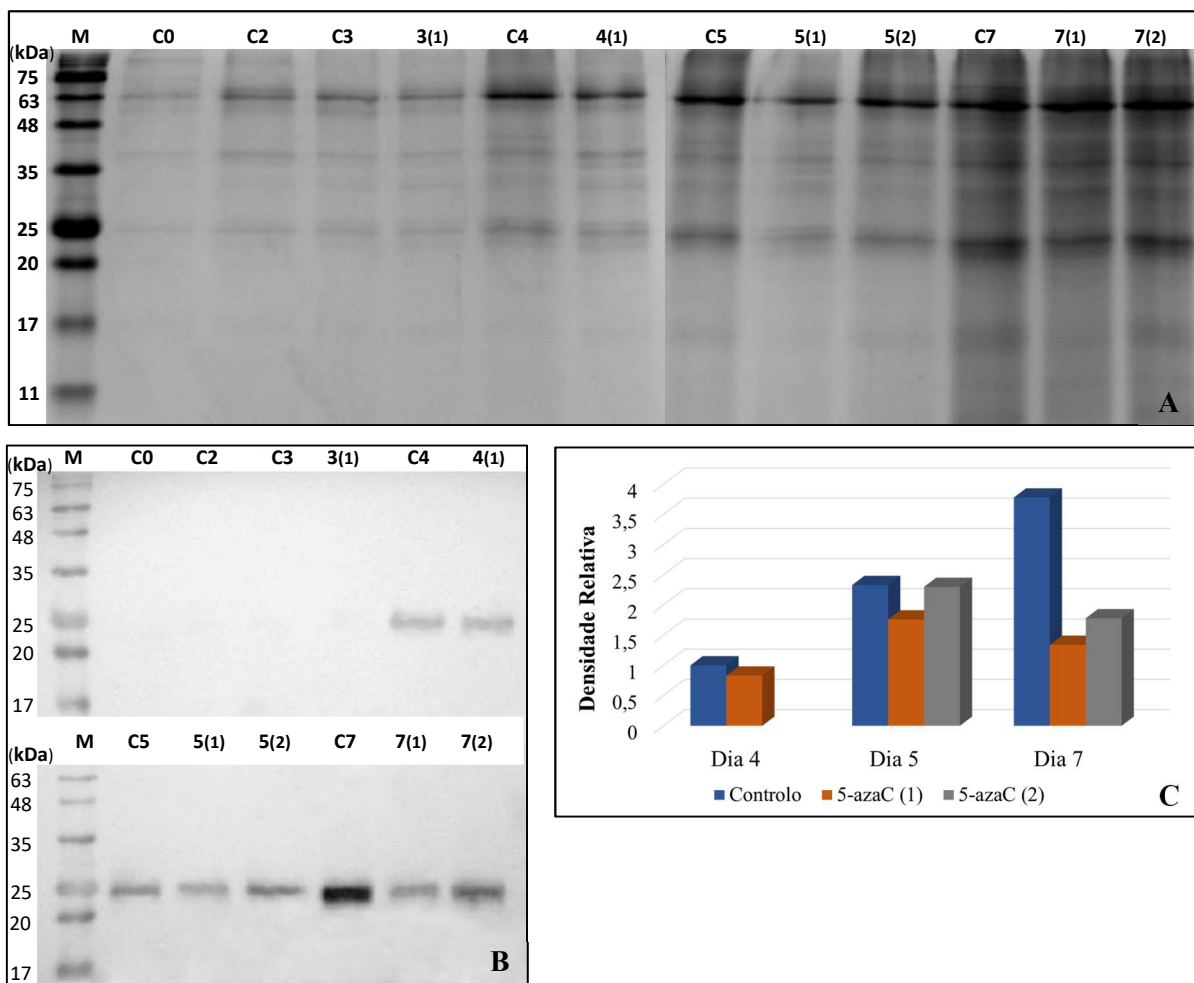 M C0 C2 C3 3(1) C4 4(1) C5 5(1) 5(2) C7 7(1) 7(2)
(kDa)
75
63
48
35
25
20
17
11
A
M C0 C2 C3 3(1) C4 4(1)
(kDa)
75
63
48
35
25
20
17
M C5 5(1) 5(2) C7 7(1) 7(2)
(kDa)
63
48
35
25
20
17
B
Densidade Relativa
4
3,5
3
2,5
2
1,5
1
0,5
0
Dia 4 Dia 5 Dia 7
Controlo 5-azaC (1) 5-azaC (2)
C